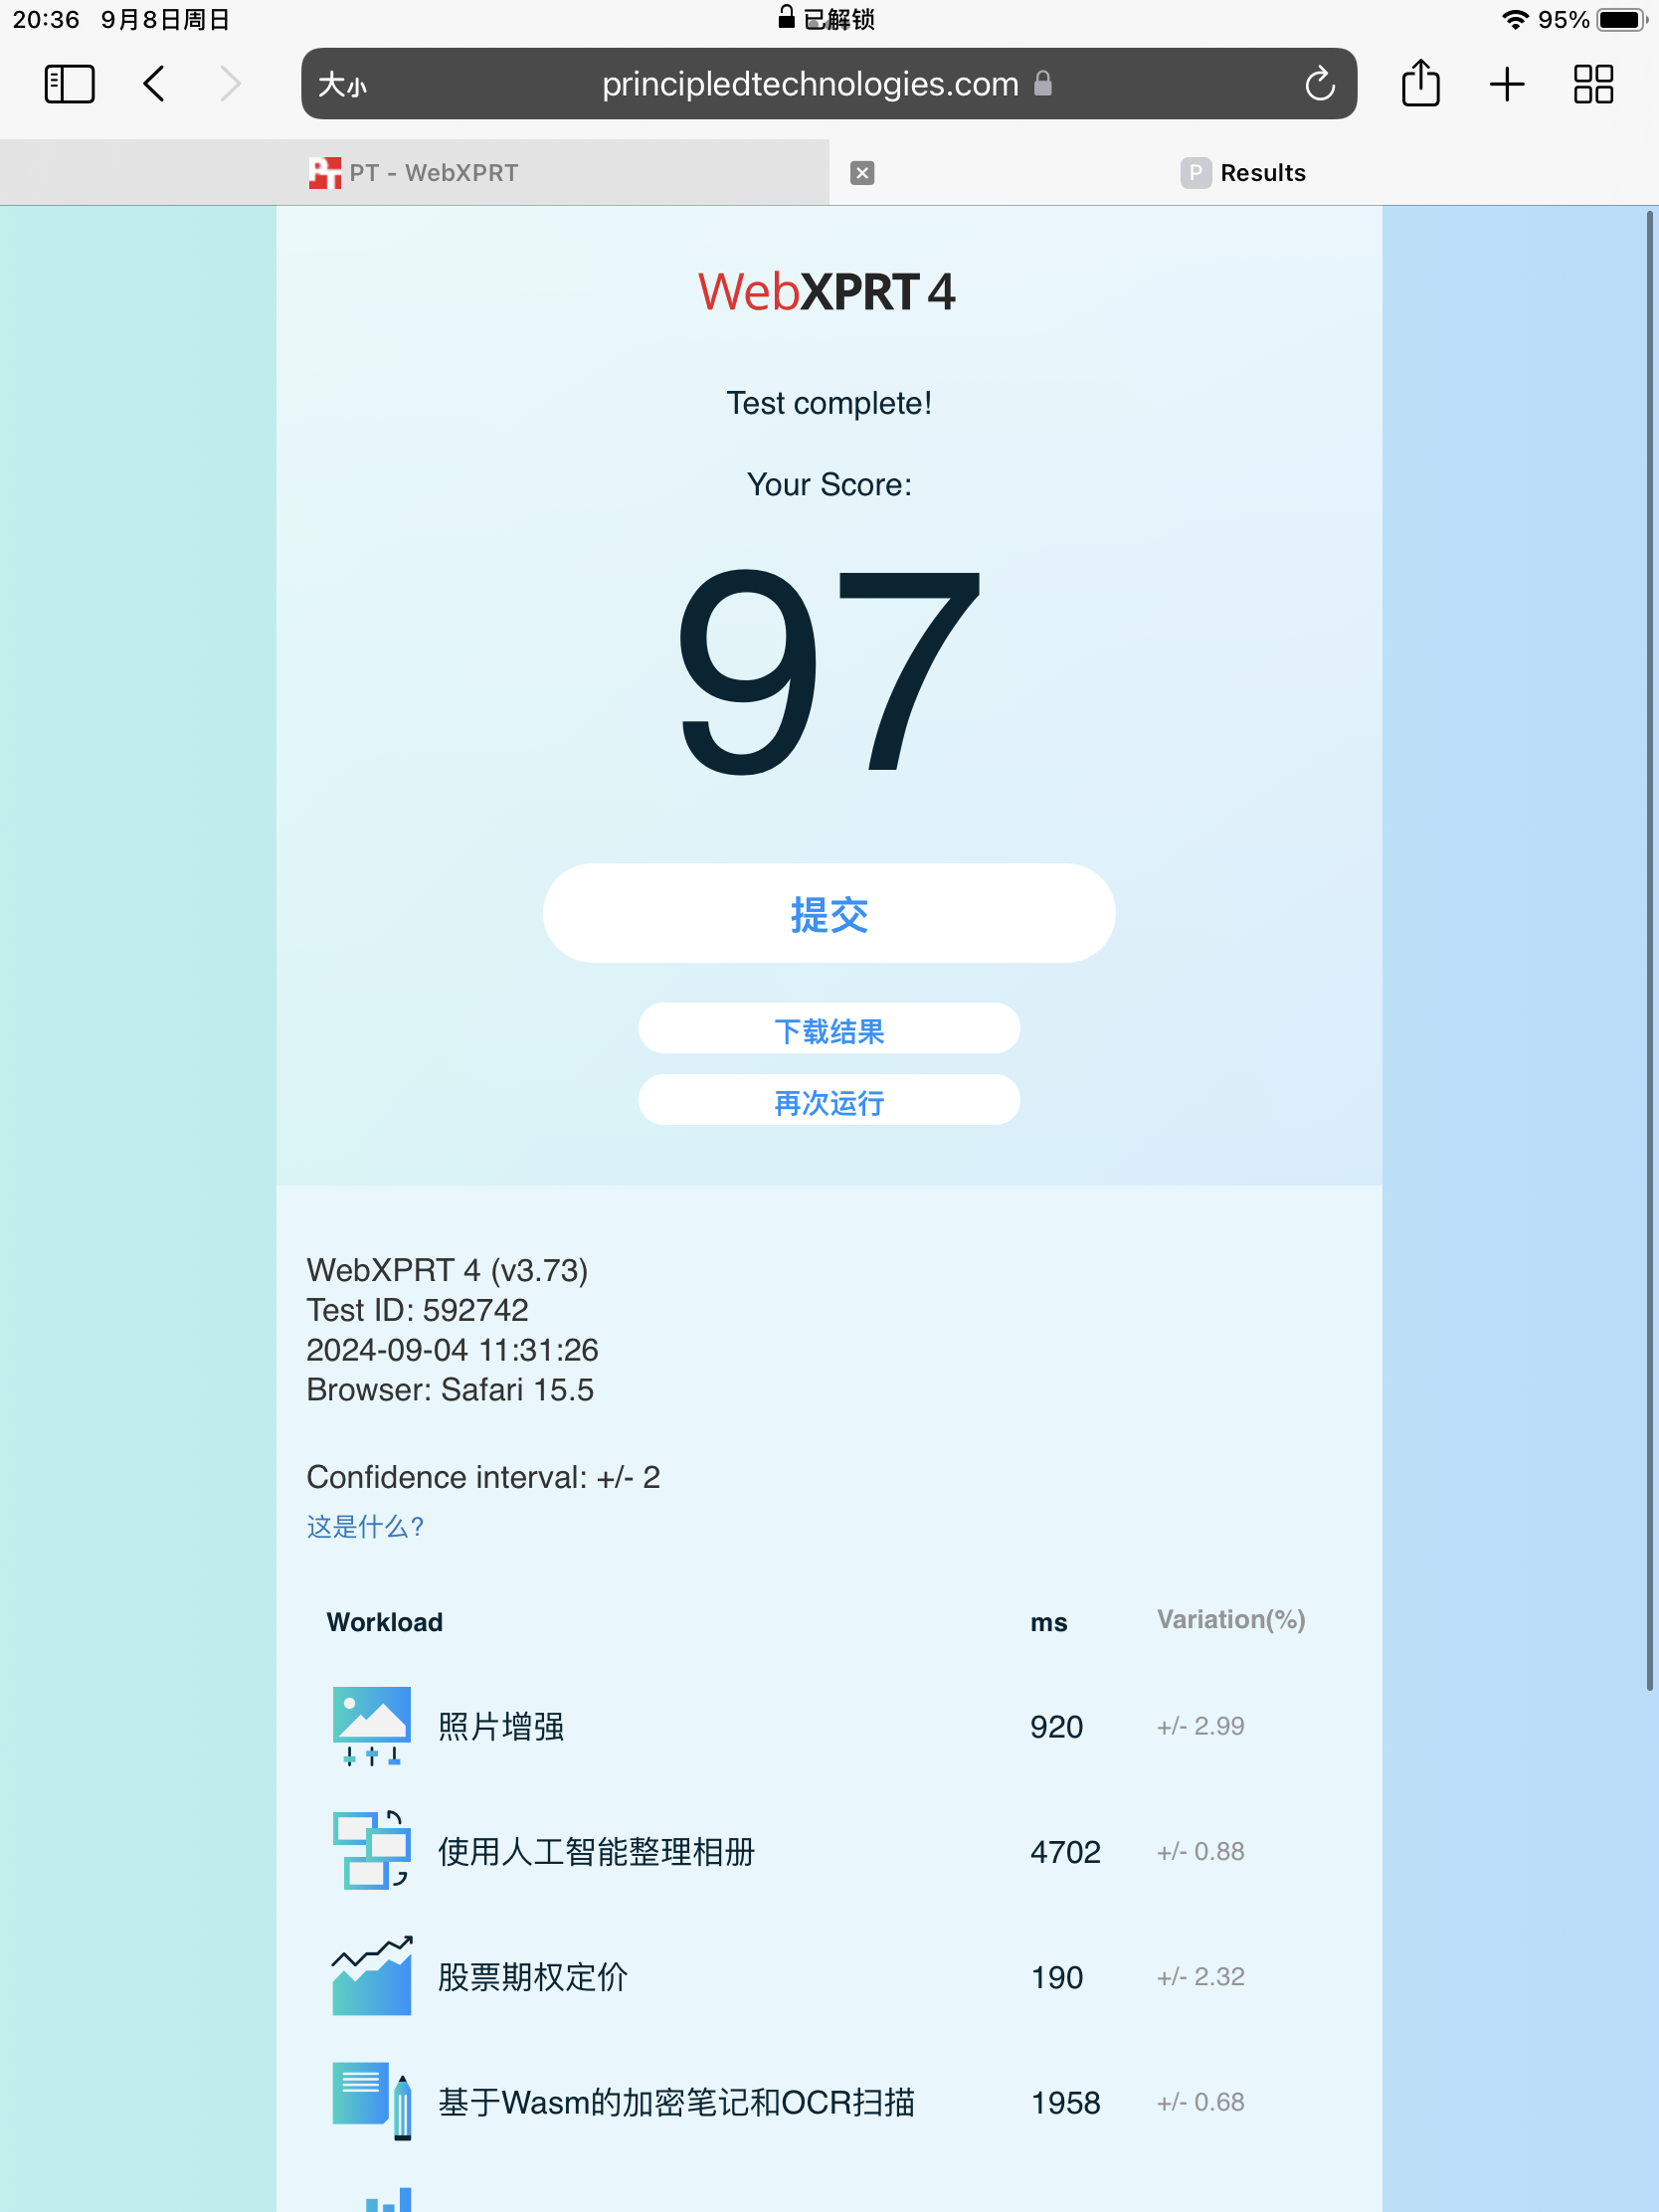 20:36 9月8日周日
已解锁
95%
大小
principledtechnologies.com
PT - WebXPRT
P Results
WebXPRT 4
Test complete!
Your Score:
97
提交
下载结果
再次运行
WebXPRT 4 (v3.73)
Test ID: 592742
2024-09-04 11:31:26
Browser: Safari 15.5
Confidence interval: +/- 2
这是什么?
Workload ms Variation(%)
照片增强 920 +/- 2.99
使用人工智能整理相册 4702 +/- 0.88
股票期权定价 190 +/- 2.32
基于Wasm的加密笔记和OCR扫描 1958 +/- 0.68